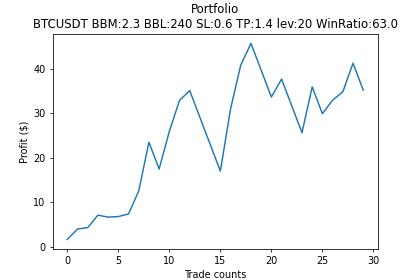 Portfolio
BTCUSDT BBM:2.3 BBL:240 SL:0.6 TP:1.4 lev:20 WinRatio:63.0
Profit ($)
40
30
20
10
0
0 5 10 15 20 25 30
Trade counts